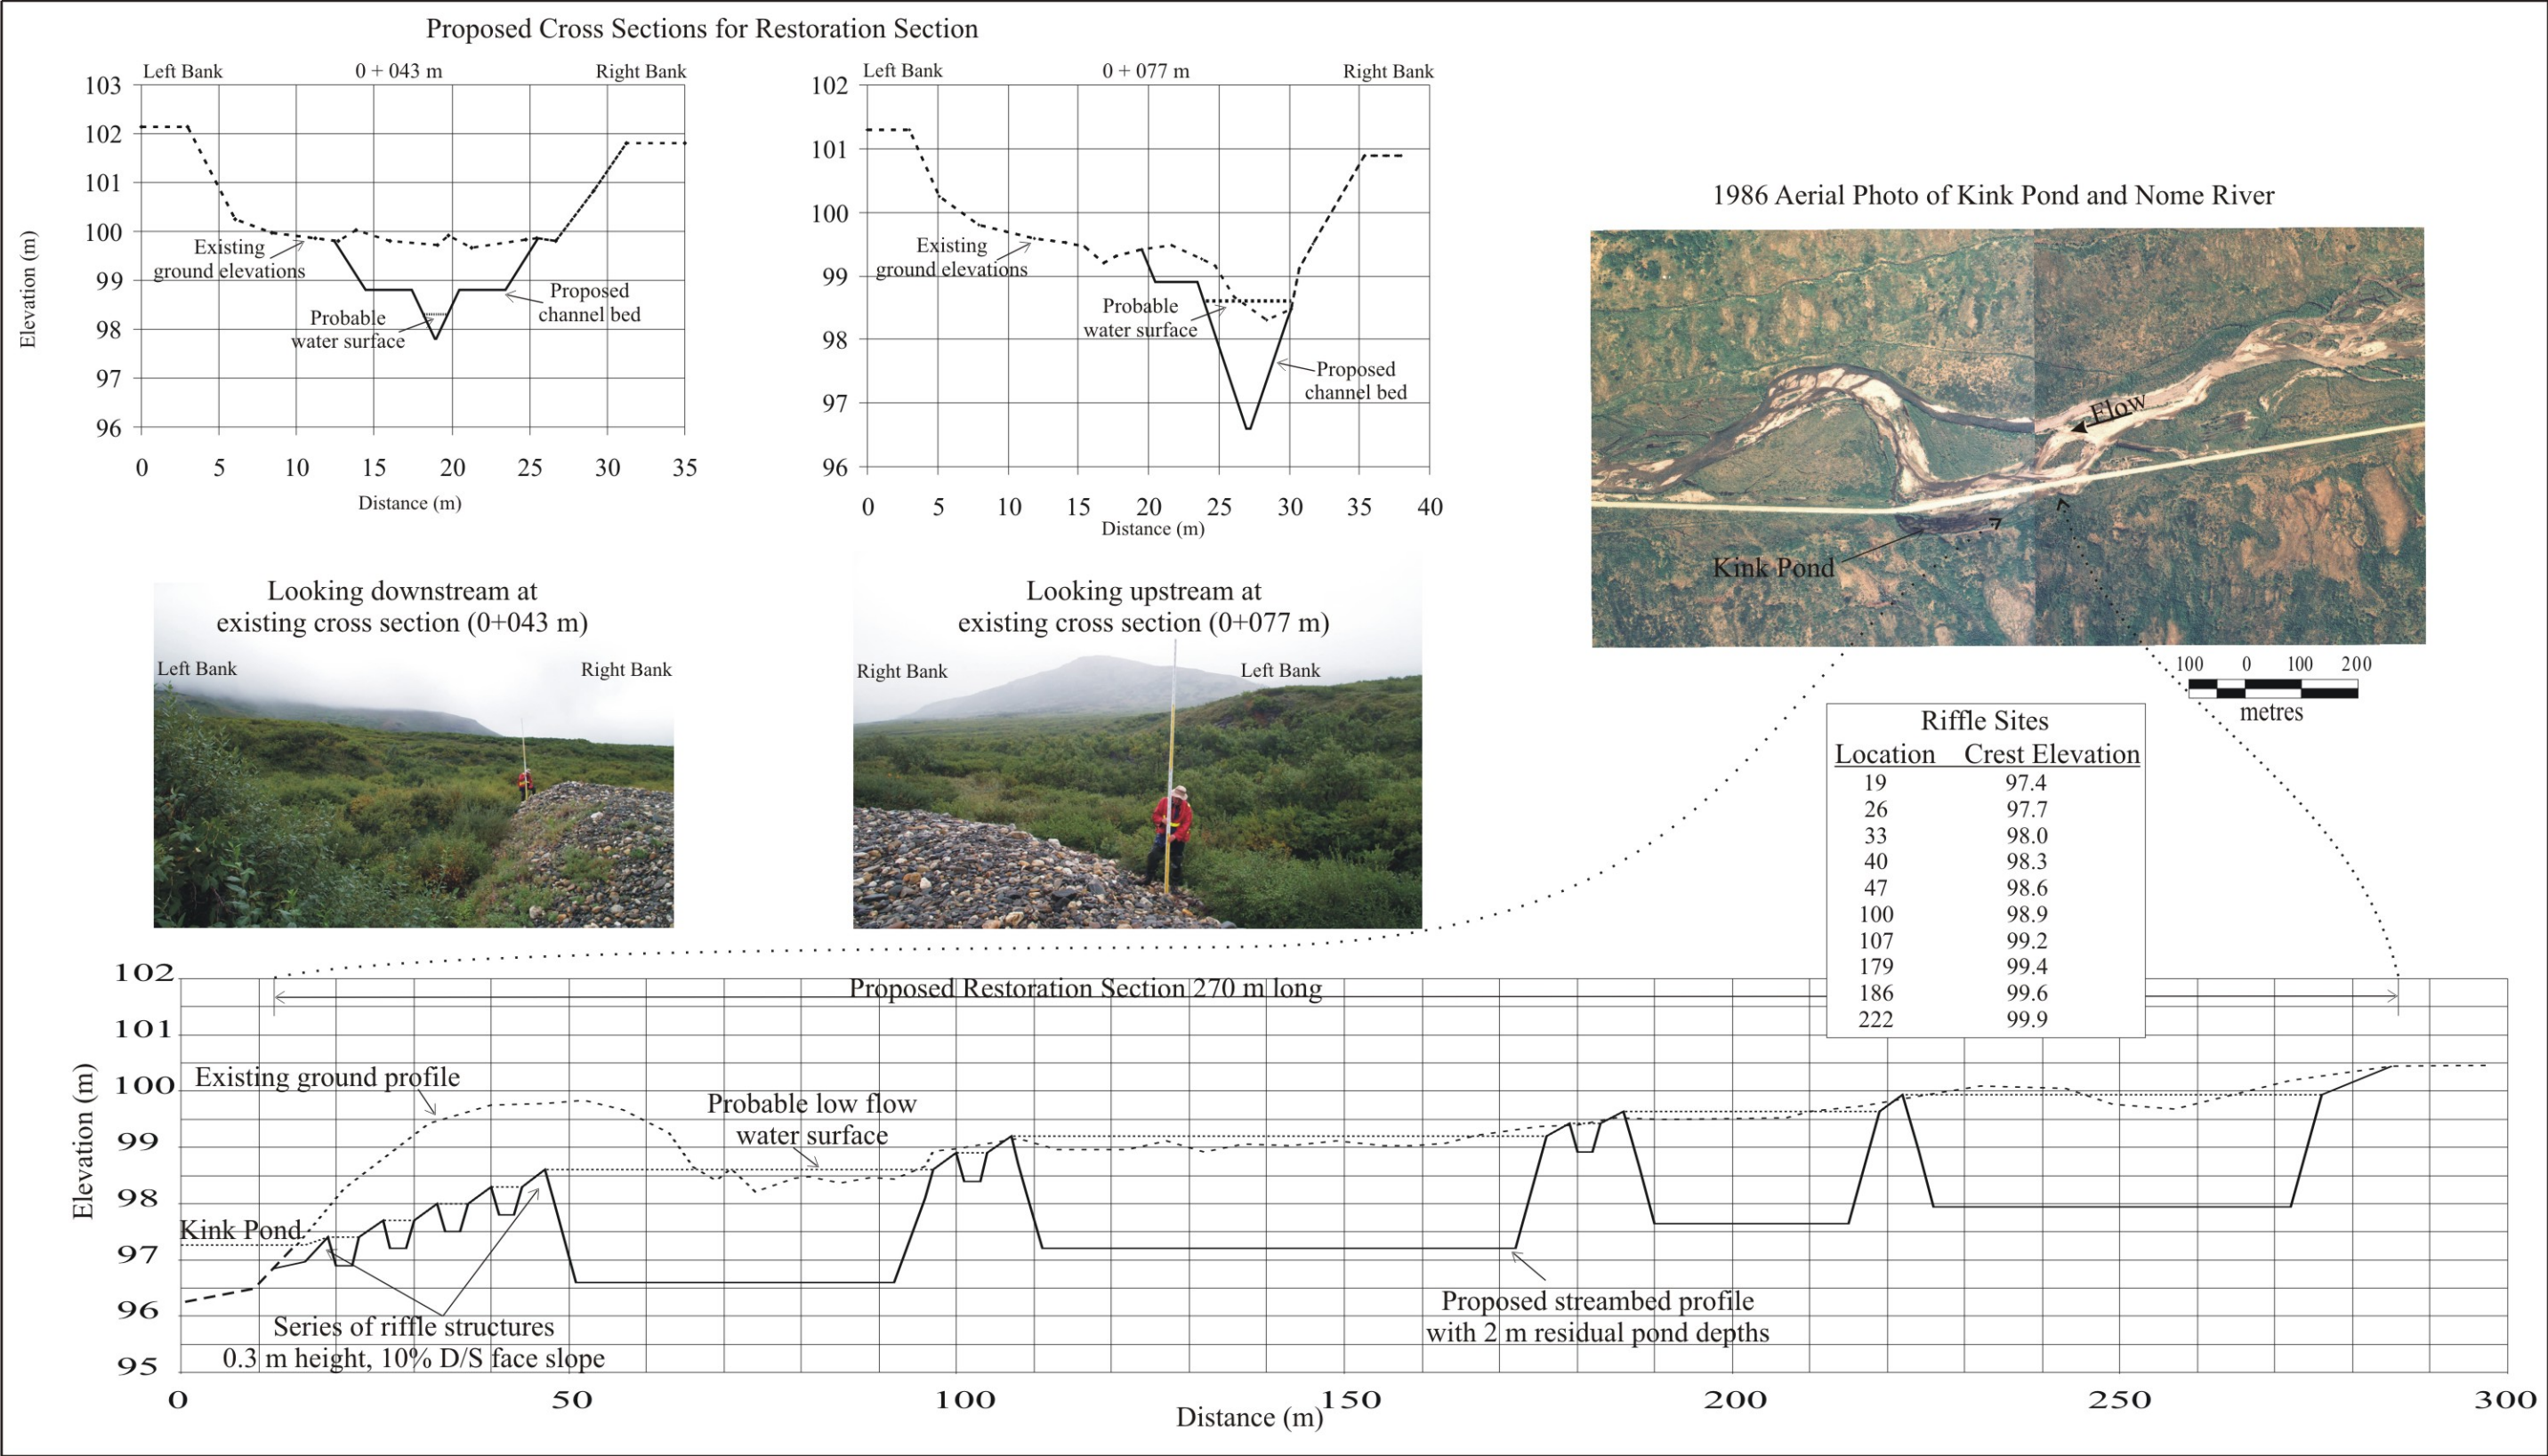 Proposed Cross Sections for Restoration Section
Left Bank
0 + 043 m
Right Bank
103
102
101
100
99
98
97
96
Elevation (m)
Existing
ground elevations
Probable
water surface
Proposed
channel bed
0 5 10 15 20 25 30 35
Distance (m)
Left Bank
0 + 077 m
Right Bank
102
101
100
99
98
97
96
Existing
ground elevations
Probable
water surface
Proposed
channel bed
0 5 10 15 20 25 30 35 40
Distance (m)
1986 Aerial Photo of Kink Pond and Nome River
Flow
Kink Pond
100 0 100 200
metres
Looking downstream at
existing cross section (0+043 m)
Left Bank
Right Bank
Looking upstream at
existing cross section (0+077 m)
Right Bank
Left Bank
Riffle Sites
Location Crest Elevation
19 97.4
26 97.7
33 98.0
40 98.3
47 98.6
100 98.9
107 99.2
179 99.4
186 99.6
222 99.9
Proposed Restoration Section 270 m long
102
101
100
99
98
97
96
95
Elevation (m)
Existing ground profile
Probable low flow
water surface
Kink Pond
Series of riffle structures
0.3 m height, 10% D/S face slope
Proposed streambed profile
with 2 m residual pond depths
0 50 100 150 200 250 300
Distance (m)